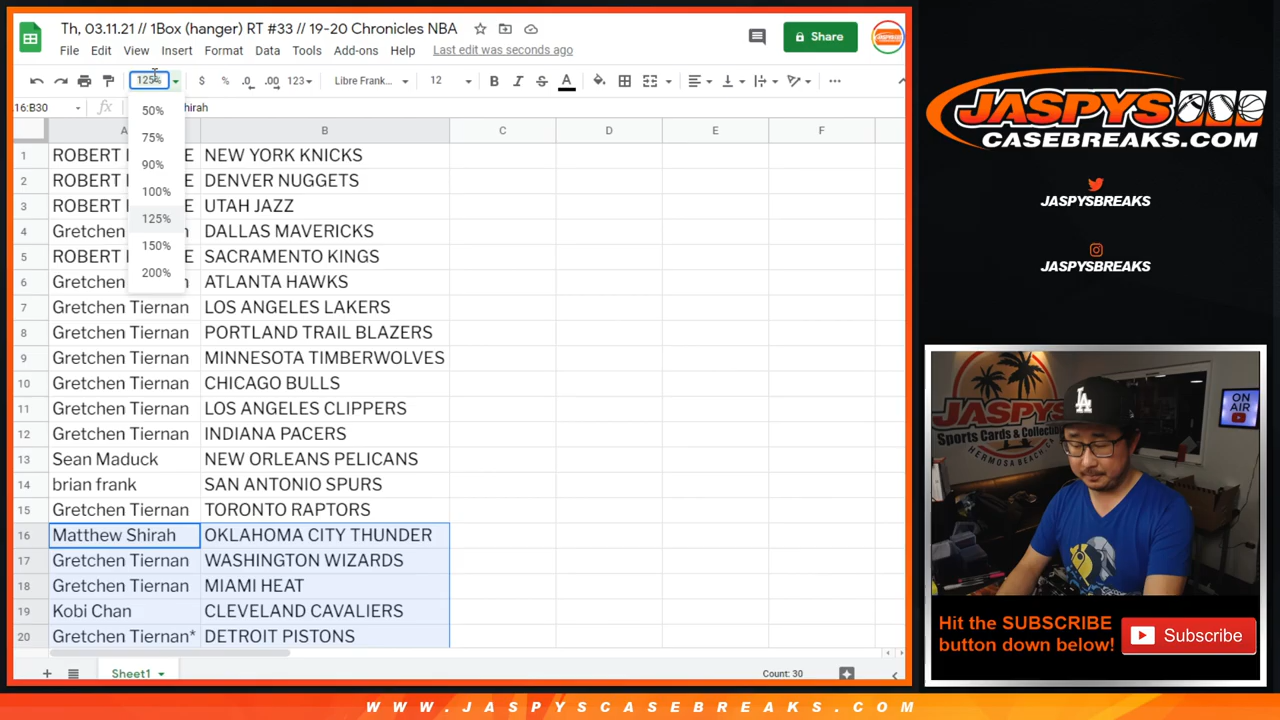 Th, 03.11.21 // 1Box (hanger) RT #33 // 19-20 Chronicles NBA
File Edit View Insert Format Data Tools Add-ons Help Last edit was seconds ago
Share
125% $ % .0 .00 123 Libre Frank... 12 B I S A
16:B30 fx hirah
50%
75%
90%
100%
125%
150%
200%
A B C D E F
1 ROBERT E NEW YORK KNICKS
2 ROBERT E DENVER NUGGETS
3 ROBERT E UTAH JAZZ
4 Gretchen n DALLAS MAVERICKS
5 ROBERT E SACRAMENTO KINGS
6 Gretchen n ATLANTA HAWKS
7 Gretchen Tiernan LOS ANGELES LAKERS
8 Gretchen Tiernan PORTLAND TRAIL BLAZERS
9 Gretchen Tiernan MINNESOTA TIMBERWOLVES
10 Gretchen Tiernan CHICAGO BULLS
11 Gretchen Tiernan LOS ANGELES CLIPPERS
12 Gretchen Tiernan INDIANA PACERS
13 Sean Maduck NEW ORLEANS PELICANS
14 brian frank SAN ANTONIO SPURS
15 Gretchen Tiernan TORONTO RAPTORS
16 Matthew Shirah OKLAHOMA CITY THUNDER
17 Gretchen Tiernan WASHINGTON WIZARDS
18 Gretchen Tiernan MIAMI HEAT
19 Kobi Chan CLEVELAND CAVALIERS
20 Gretchen Tiernan* DETROIT PISTONS
Sheet1 Count: 30
JASPYS
CASEBREAKS.COM
JASPYSBREAKS
JASPYSBREAKS
JASPYS
Sports Cards & Collectib
HERMOSA BEACH, CA
LA
ON
AIR
Hit the SUBSCRIBE
button down below!
Subscribe
WWW.JASPYSCASEBREAKS.COM